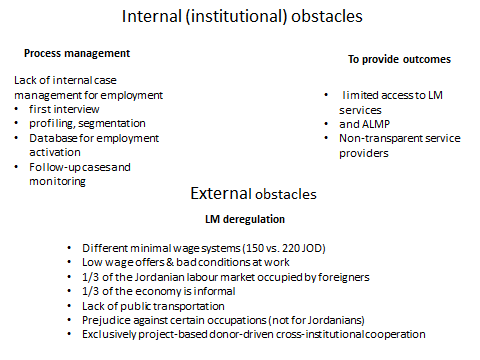 Internal (institutional) obstacles
Process management
Lack of internal case
management for employment
• first interview
• profiling, segmentation
• Database for employment
activation
• Follow-up cases and
monitoring
To provide outcomes
• limited access to LM
services
• and ALMP
• Non-transparent service
providers
External obstacles
LM deregulation
• Different minimal wage systems (150 vs. 220 JOD)
• Low wage offers & bad conditions at work
• 1/3 of the Jordanian labour market occupied by foreigners
• 1/3 of the economy is informal
• Lack of public transportation
• Prejudice against certain occupations (not for Jordanians)
• Exclusively project-based donor-driven cross-institutional cooperation